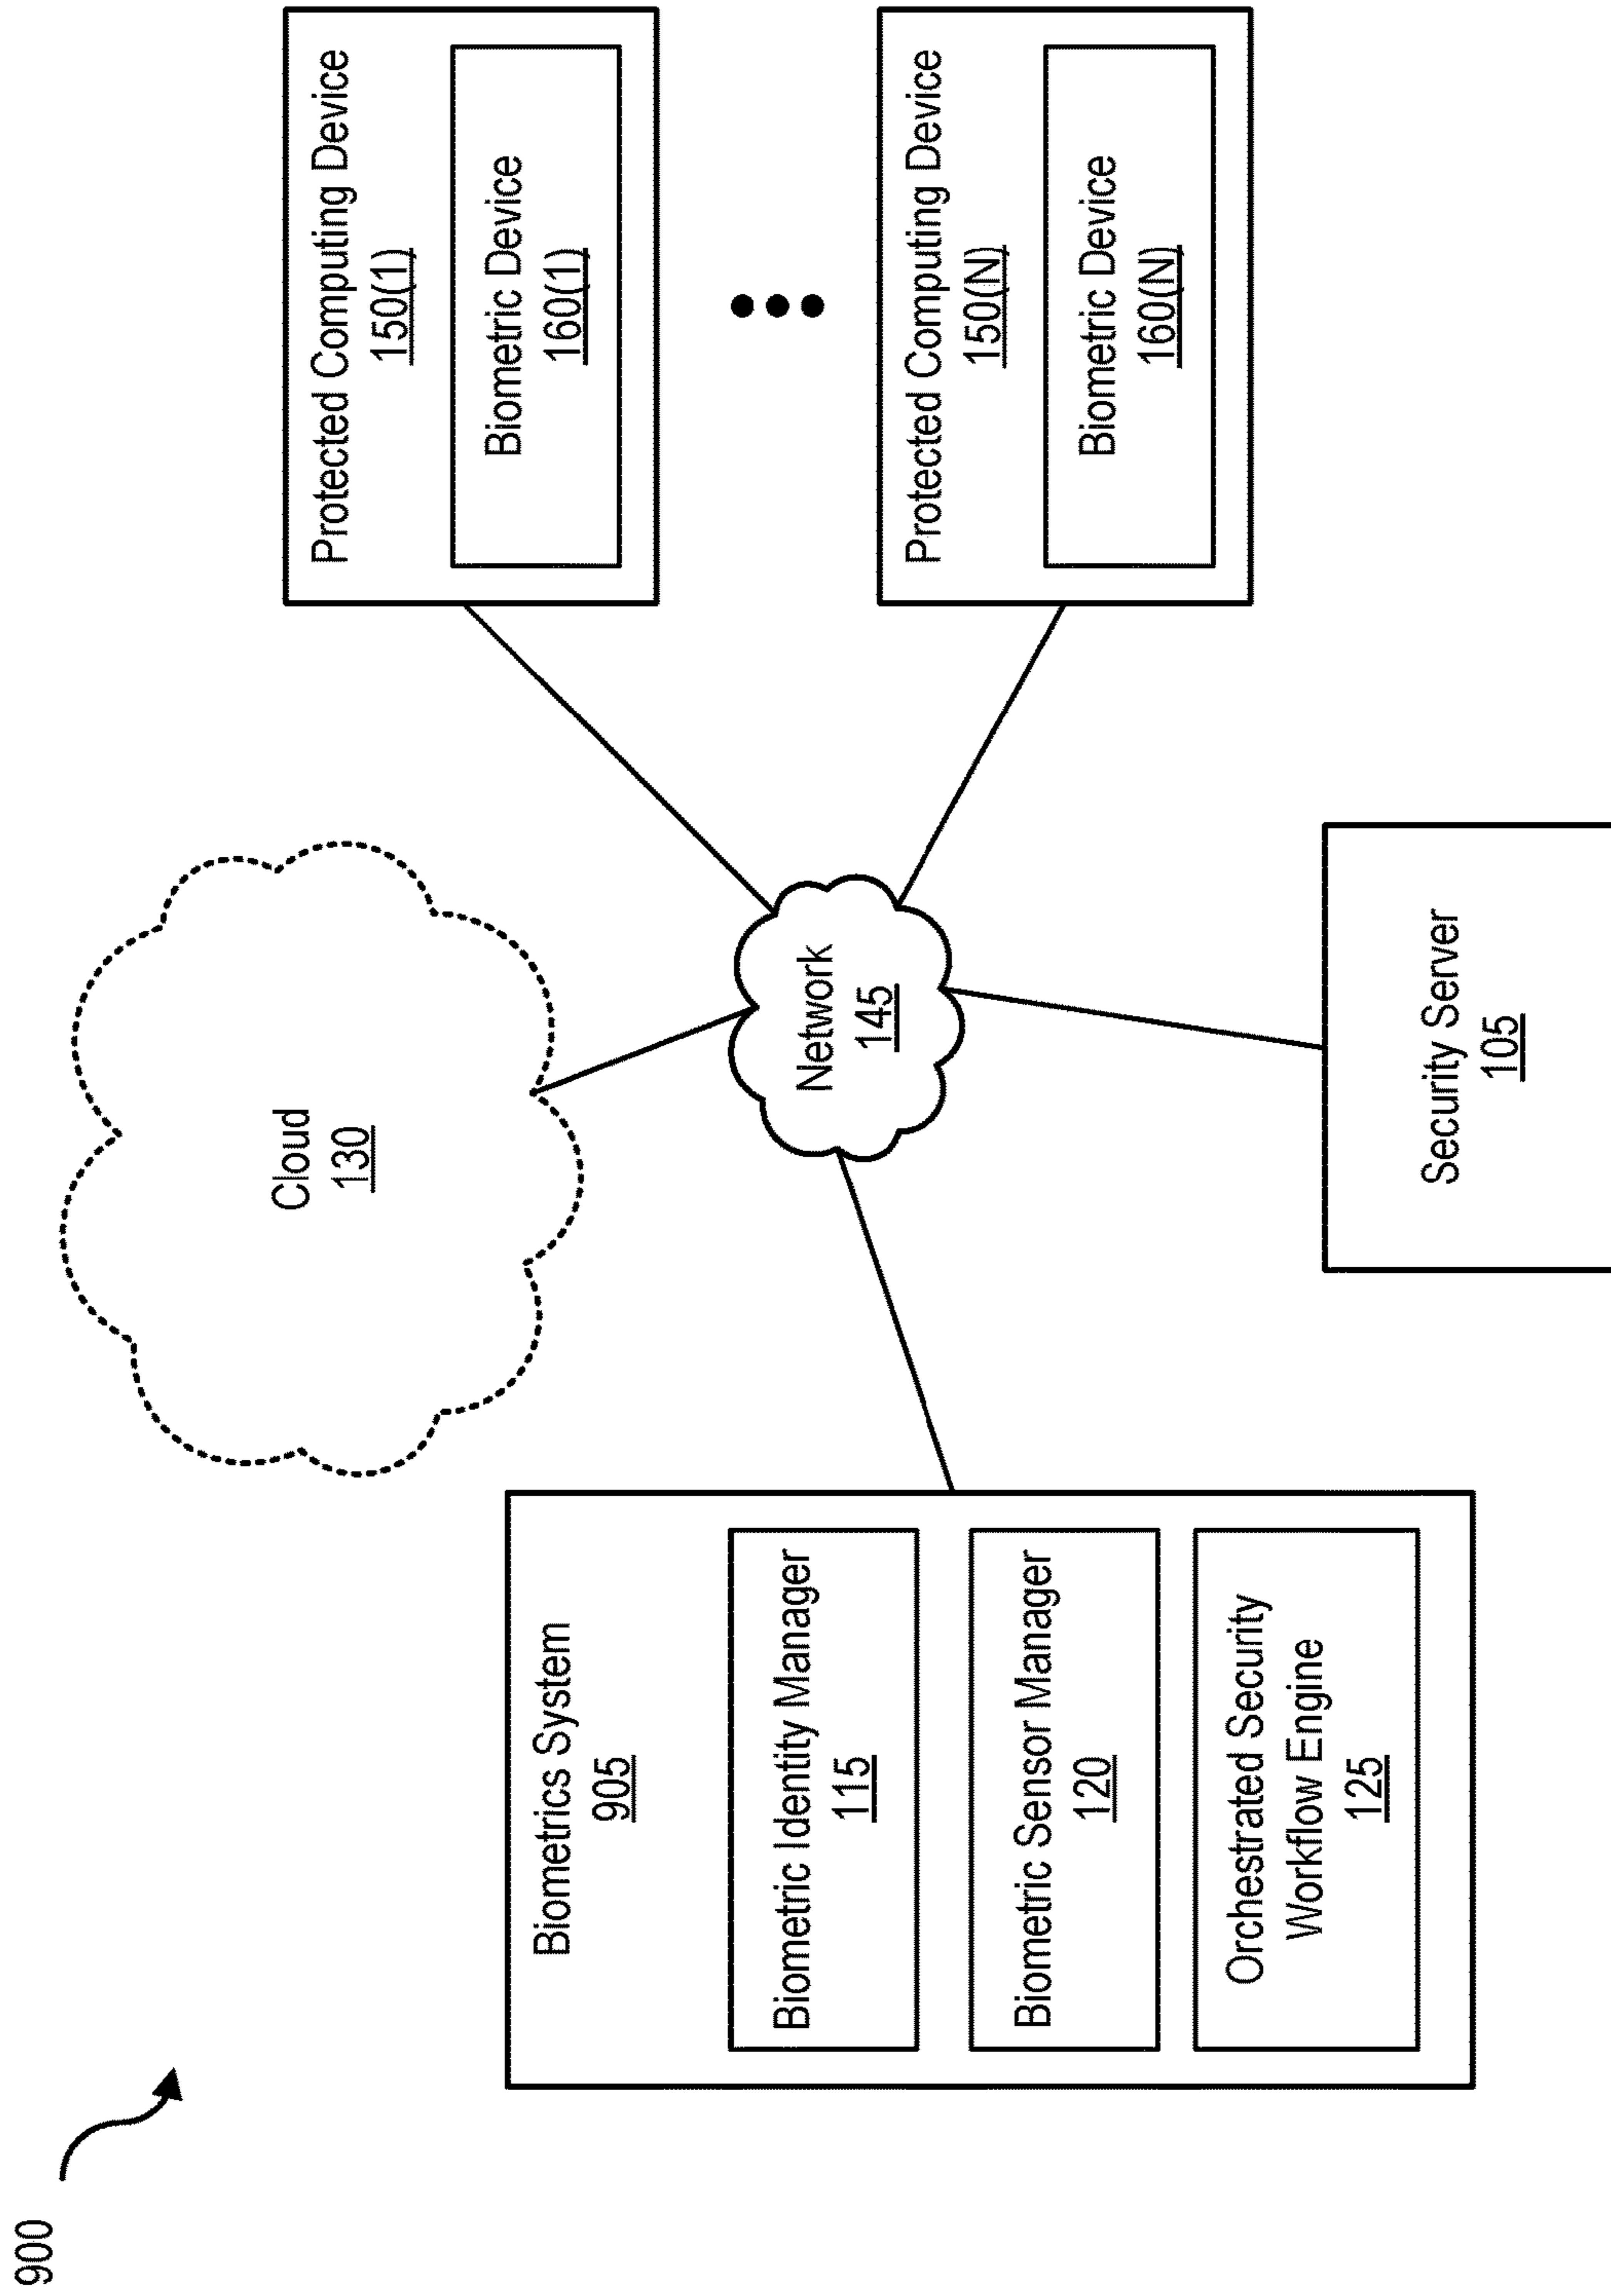 900
Biometrics System
905
Biometric Identity Manager
115
Biometric Sensor Manager
120
Orchestrated Security
Workflow Engine
125
Cloud
130
Network
145
Security Server
105
Protected Computing Device
150(1)
Biometric Device
160(1)
Protected Computing Device
150(N)
Biometric Device
160(N)